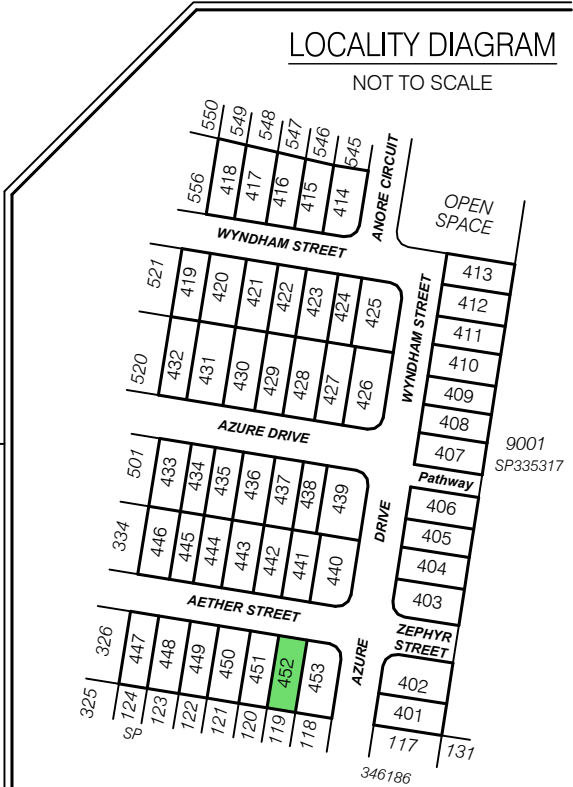 LOCALITY DIAGRAM
NOT TO SCALE
550 549 548 547 546 545
556 418 417 416 415 414
ANORE CIRCUIT
OPEN
SPACE
WYNDHAM STREET
521 419 420 421 422 423 424 425
520 432 431 430 429 428 427 426
WYNDHAM STREET
413
412
411
410
409
408
407
9001
SP335317
Pathway
AZURE DRIVE
501 433 434 435 436 437 438 439
334 446 445 444 443 442 441 440
DRIVE
406
405
404
403
AETHER STREET
ZEPHYR
STREET
326 447 448 449 450 451 452 453
AZURE
402
401
325 124 123 122 121 120 119 118
SP
117 131
346186